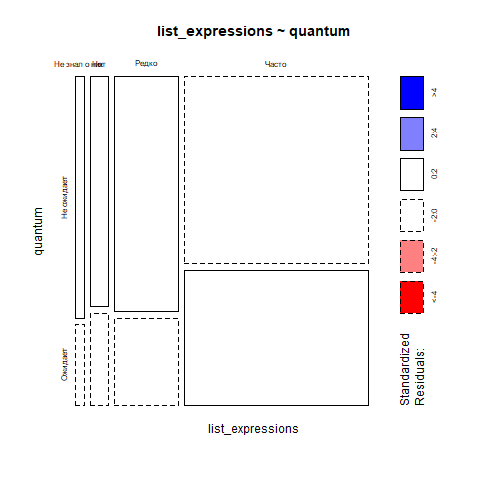 list_expressions ~ quantum
Не знал о них
Нет
Редко
Часто
Не ожидает
Ожидает
quantum
list_expressions
>4
2:4
0:2
-2:0
-4:-2
<-4
Standardized
Residuals: